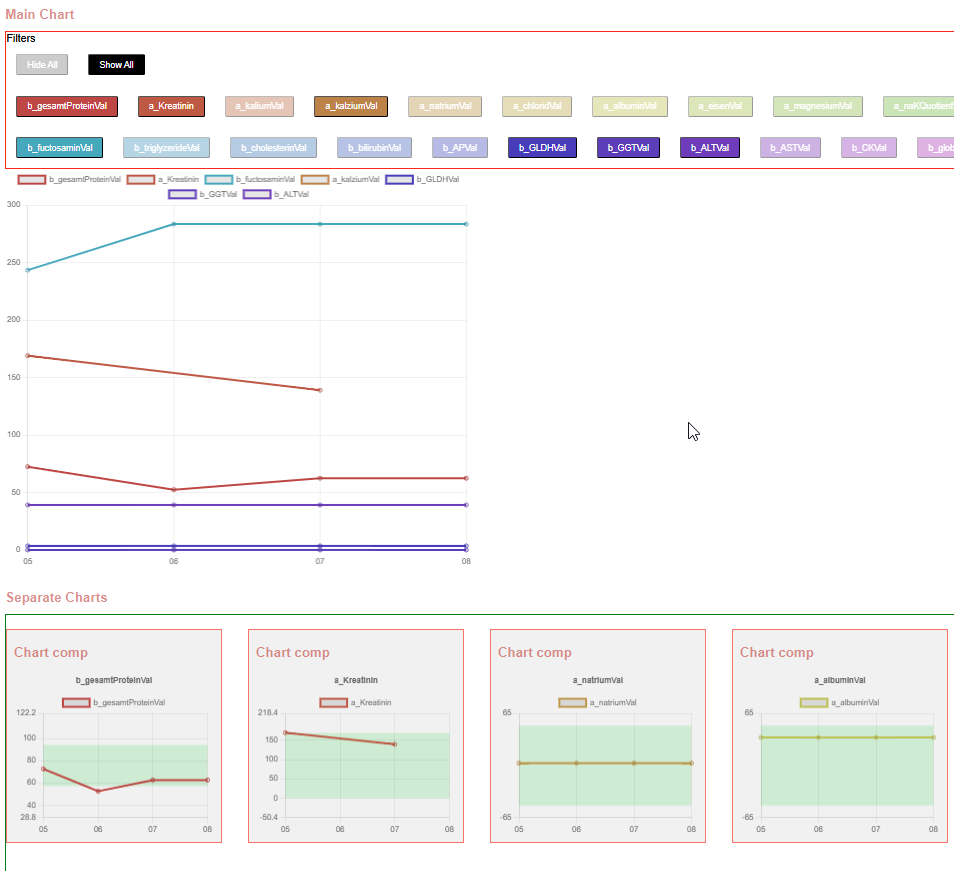 Main Chart
Filters
Hide All Show All
b_gesamtProteinVal a_Kreatinin a_kaliumVal a_kalziumVal a_natriumVal a_chloridVal a_albuminVal a_eisenVal a_magnesiumVal a_naKQuotient
b_fuctosaminVal b_triglyzerideVal b_cholesterinVal b_bilirubinVal b_APVal b_GLDHVal b_GGTVal b_ALTVal b_ASTVal b_CKVal b_glob
b_gesamtProteinVal a_Kreatinin b_fuctosaminVal a_kalziumVal b_GLDHVal
b_GGTVal b_ALTVal
300
250
200
150
100
50
0
05 06 07 08
Separate Charts
Chart comp
b_gesamtProteinVal
b_gesamtProteinVal
122.2
100
80
60
40
28.8
05 06 07 08
Chart comp
a_Kreatinin
a_Kreatinin
218.4
150
100
50
0
-50.4
05 06 07 08
Chart comp
a_natriumVal
a_natriumVal
65
-65
05 06 07 08
Chart comp
a_albuminVal
a_albuminVal
65
-65
05 06 07 08